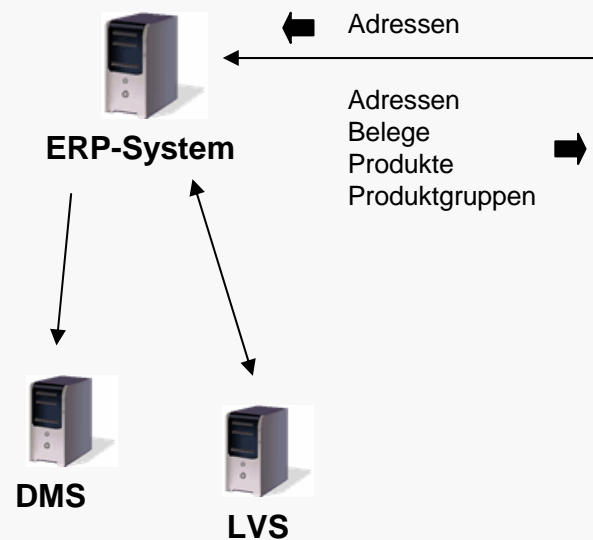 Adressen
ERP-System
Adressen
Belege
Produkte
Produktgruppen
DMS
LVS